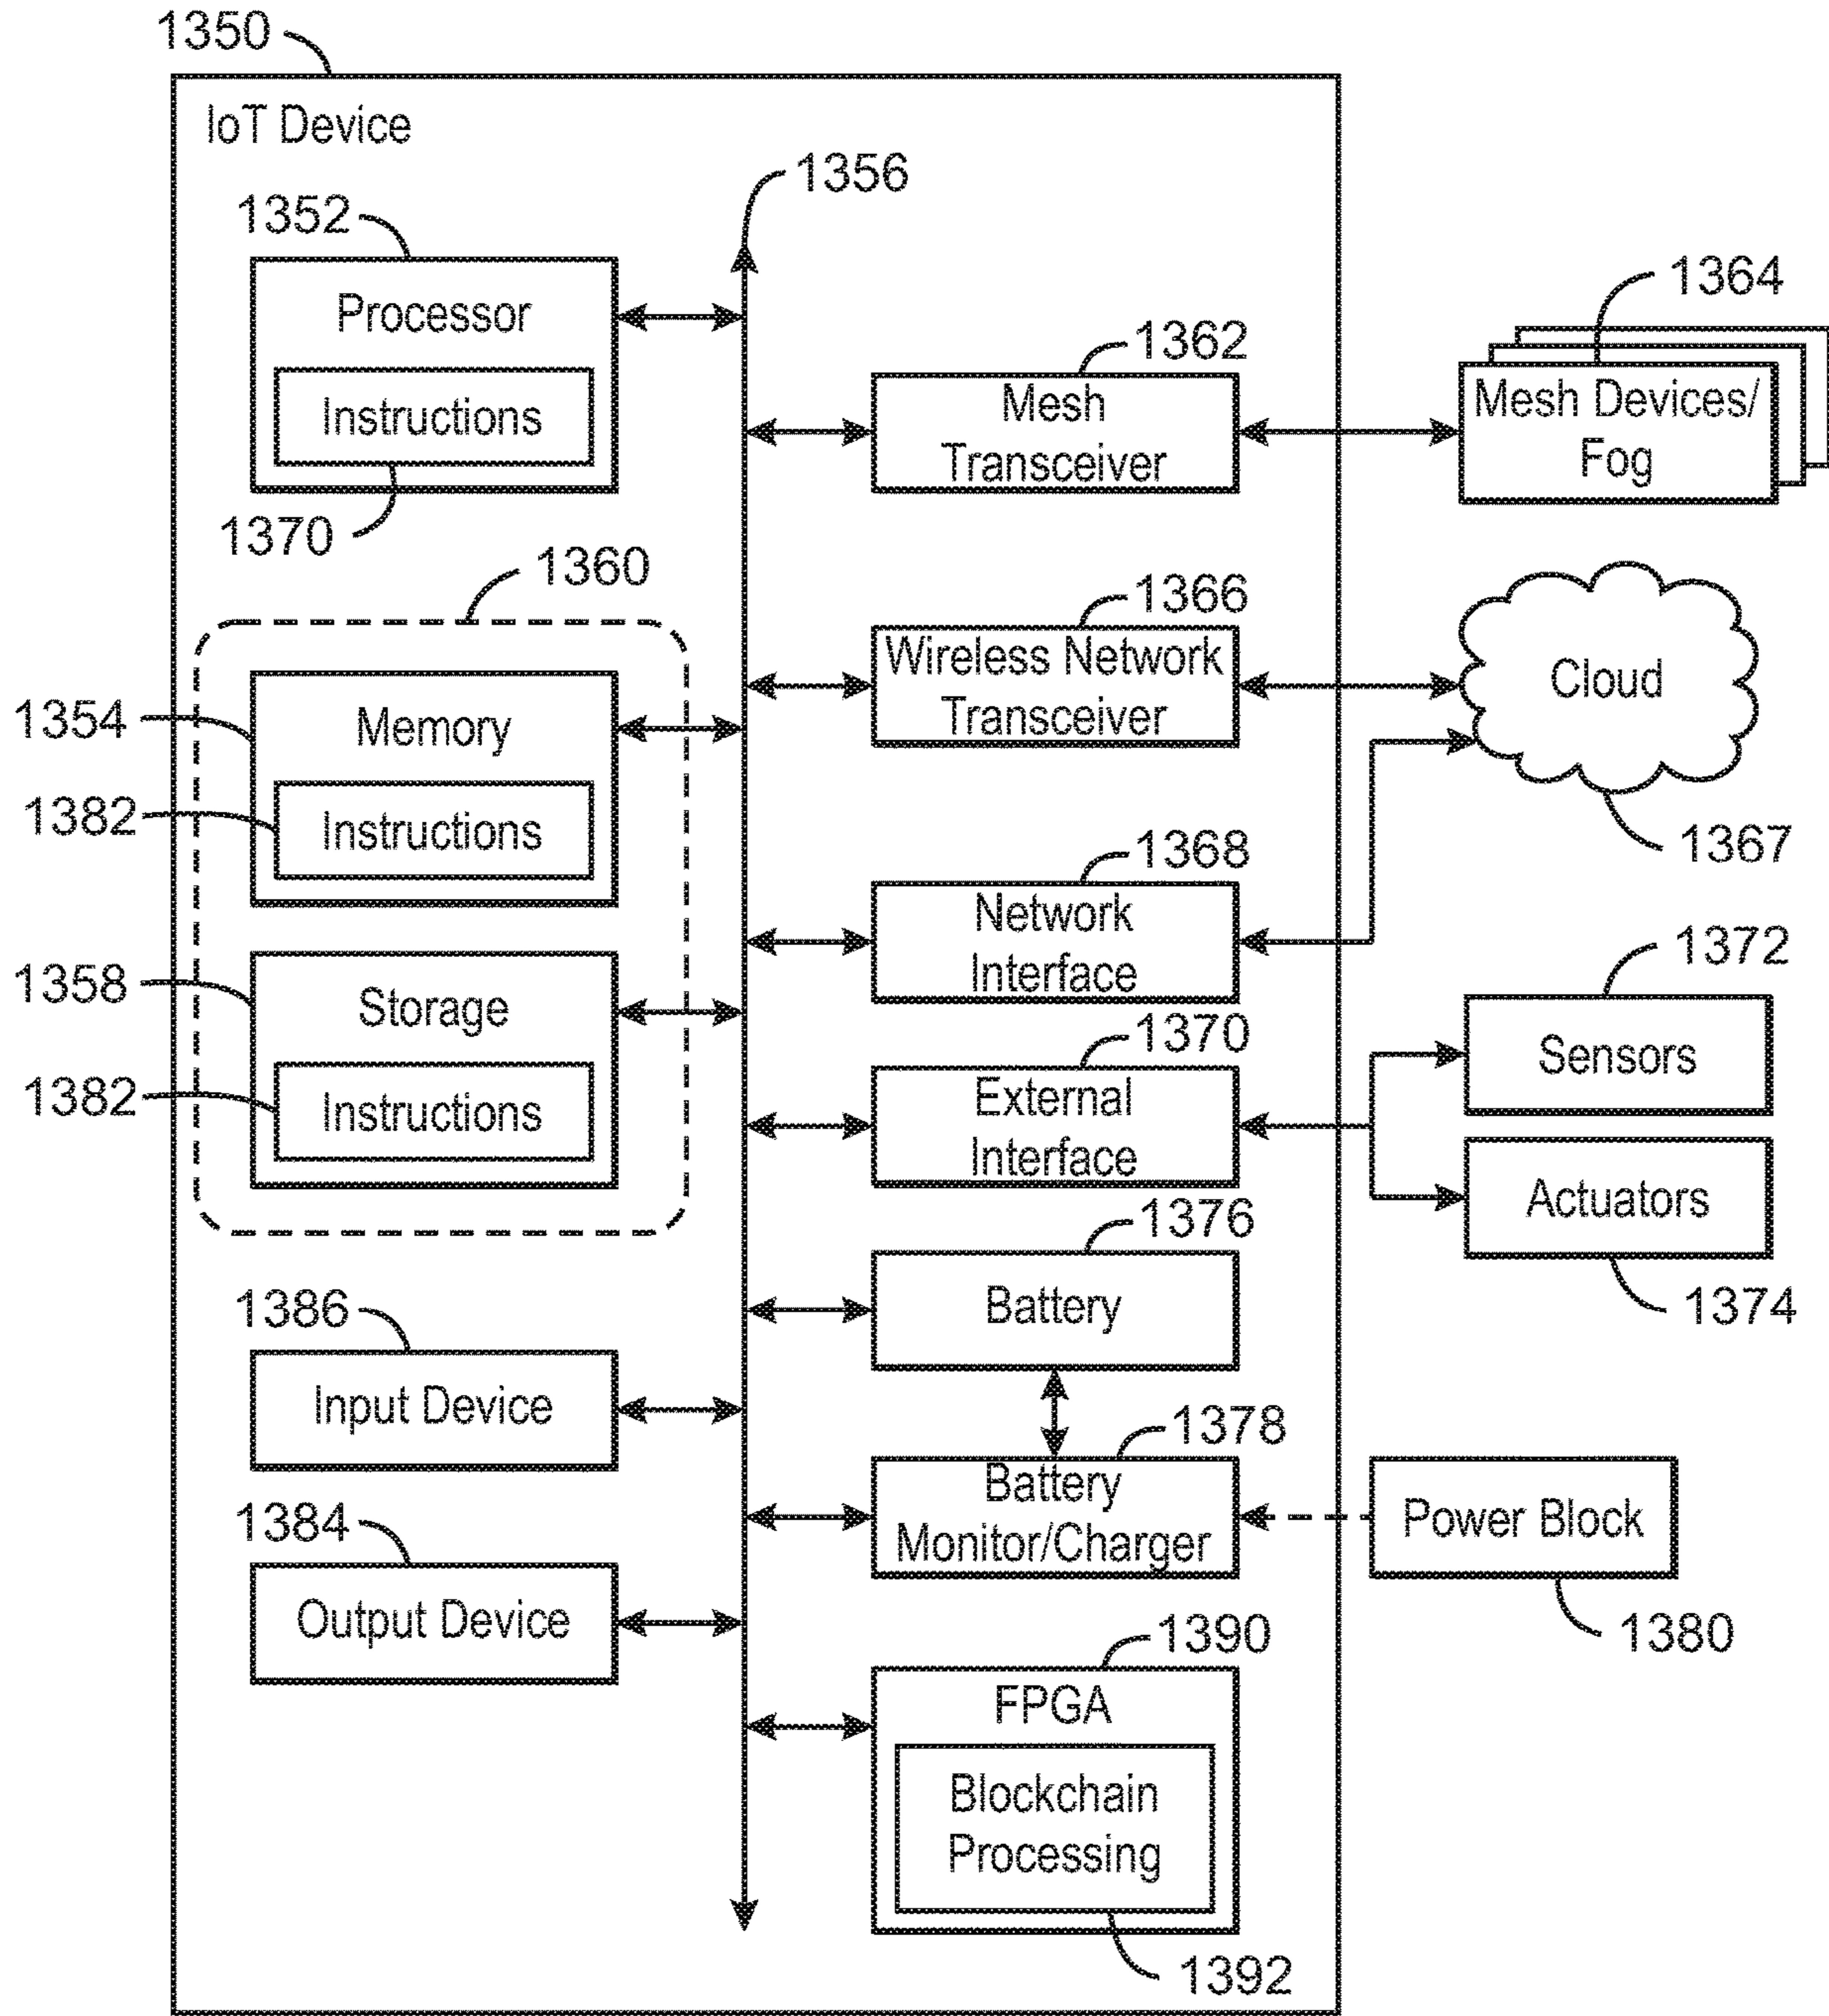 1350
IoT Device
1356
1352
Processor
Instructions
1370
1364
Mesh Devices/
Fog
1362
Mesh
Transceiver
1360
1354
Memory
1382
Instructions
1366
Wireless Network
Transceiver
Cloud
1367
1368
Network
Interface
1358
Storage
1382
Instructions
1370
External
Interface
1372
Sensors
Actuators
1374
1376
Battery
1386
Input Device
1378
Battery
Monitor/Charger
Power Block
1380
1384
Output Device
1390
FPGA
Blockchain
Processing
1392